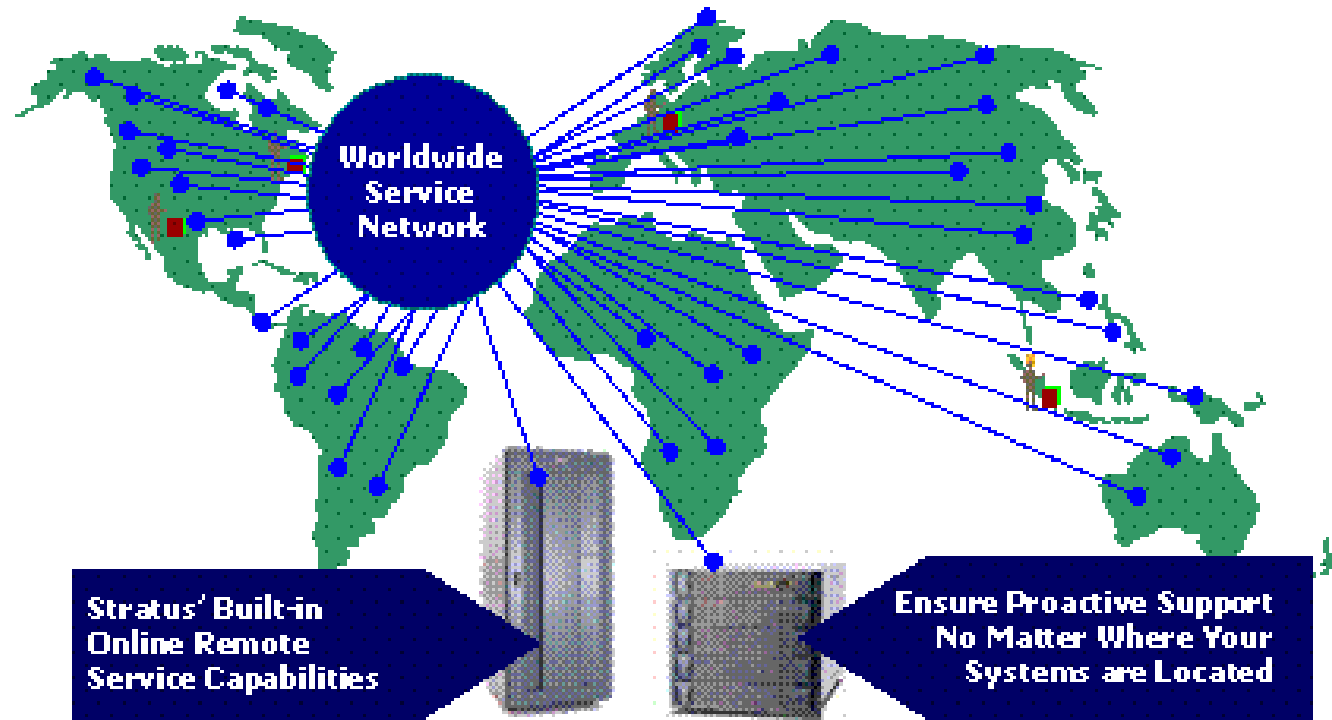 Worldwide
Service
Network
Stratus' Built-in
Online Remote
Service Capabilities
Ensure Proactive Support
No Matter Where Your
Systems are Located